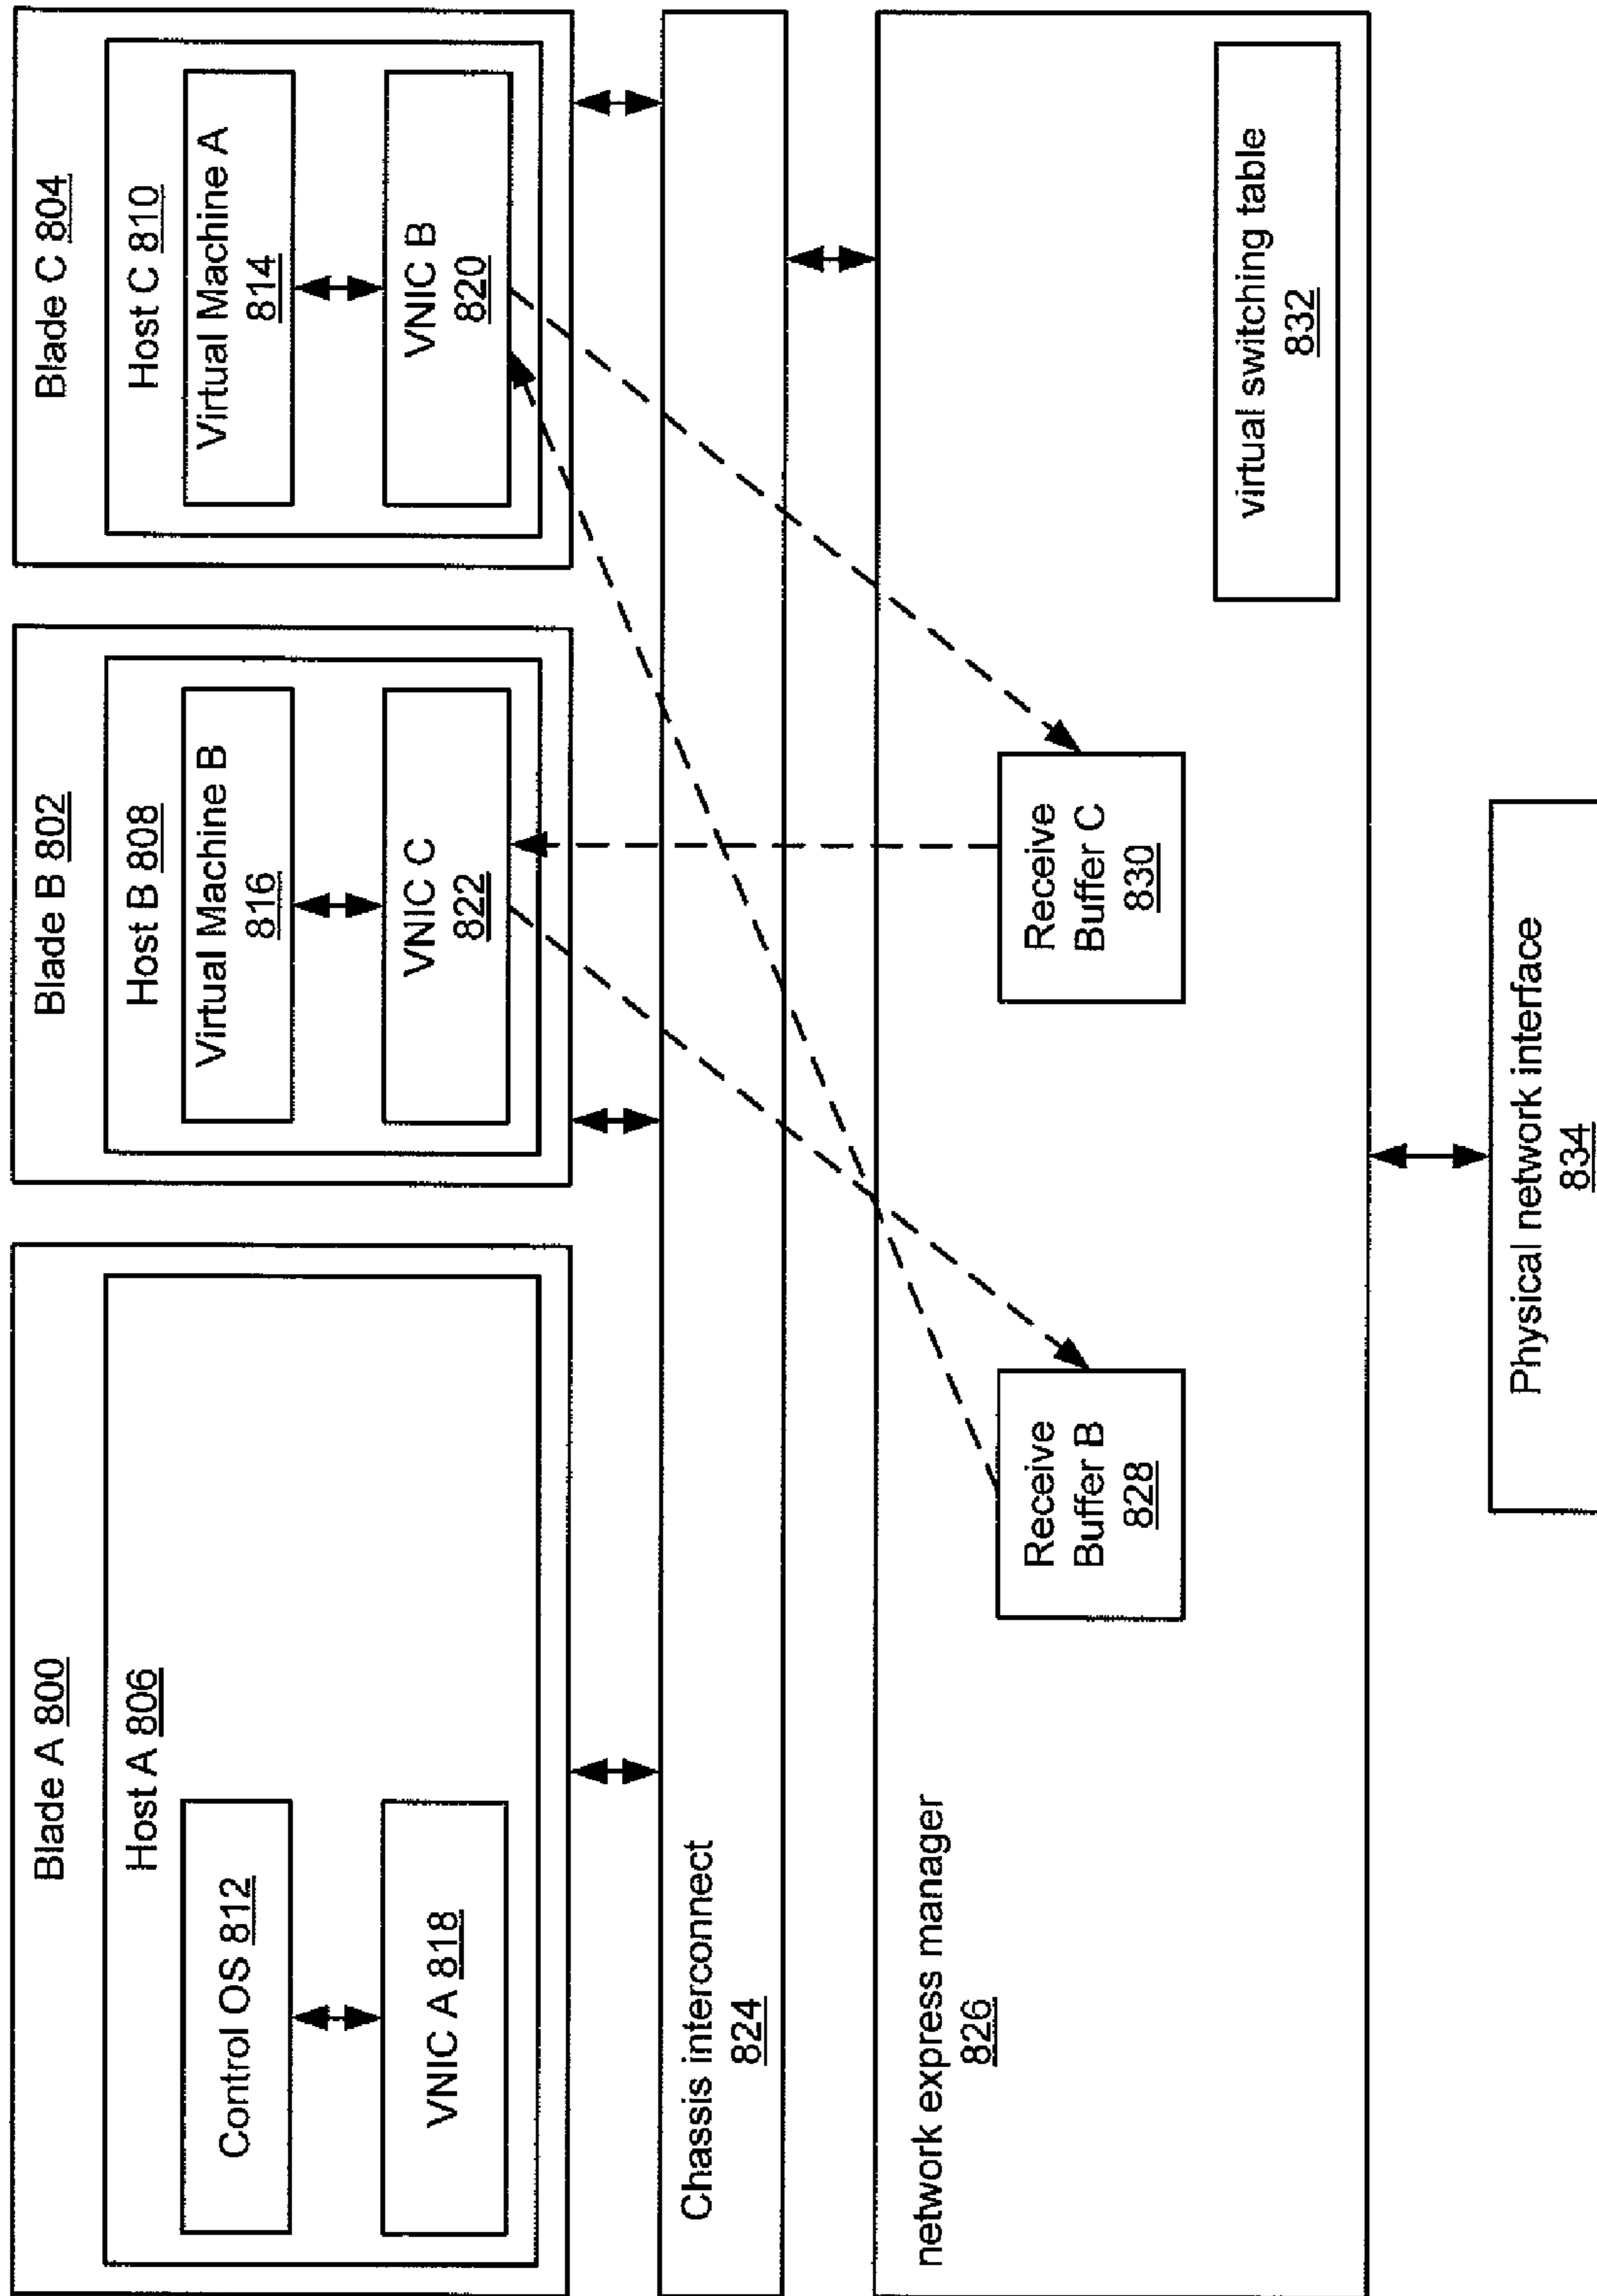 Blade A 800
Host A 806
Control OS 812
VNIC A 818
Blade B 802
Host B 808
Virtual Machine B
816
VNIC C
822
Blade C 804
Host C 810
Virtual Machine A
814
VNIC B
820
Chassis interconnect
824
network express manager
826
Receive
Buffer B
828
Receive
Buffer C
830
virtual switching table
832
Physical network interface
834